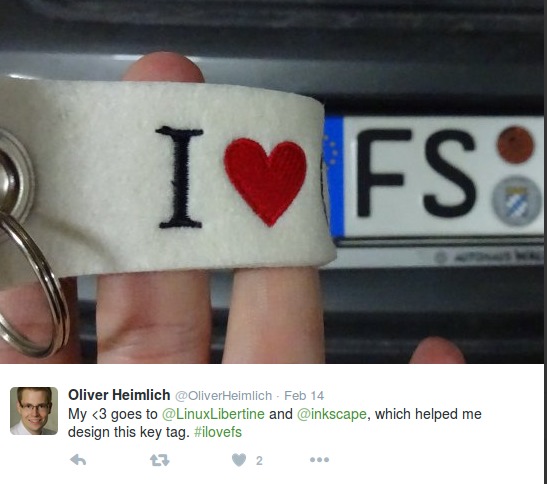 I ♥
FS
AUTOHAUS
Oliver Heimlich @OliverHeimlich · Feb 14
My <3 goes to @LinuxLibertine and @inkscape, which helped me
design this key tag. #ilovefs
2